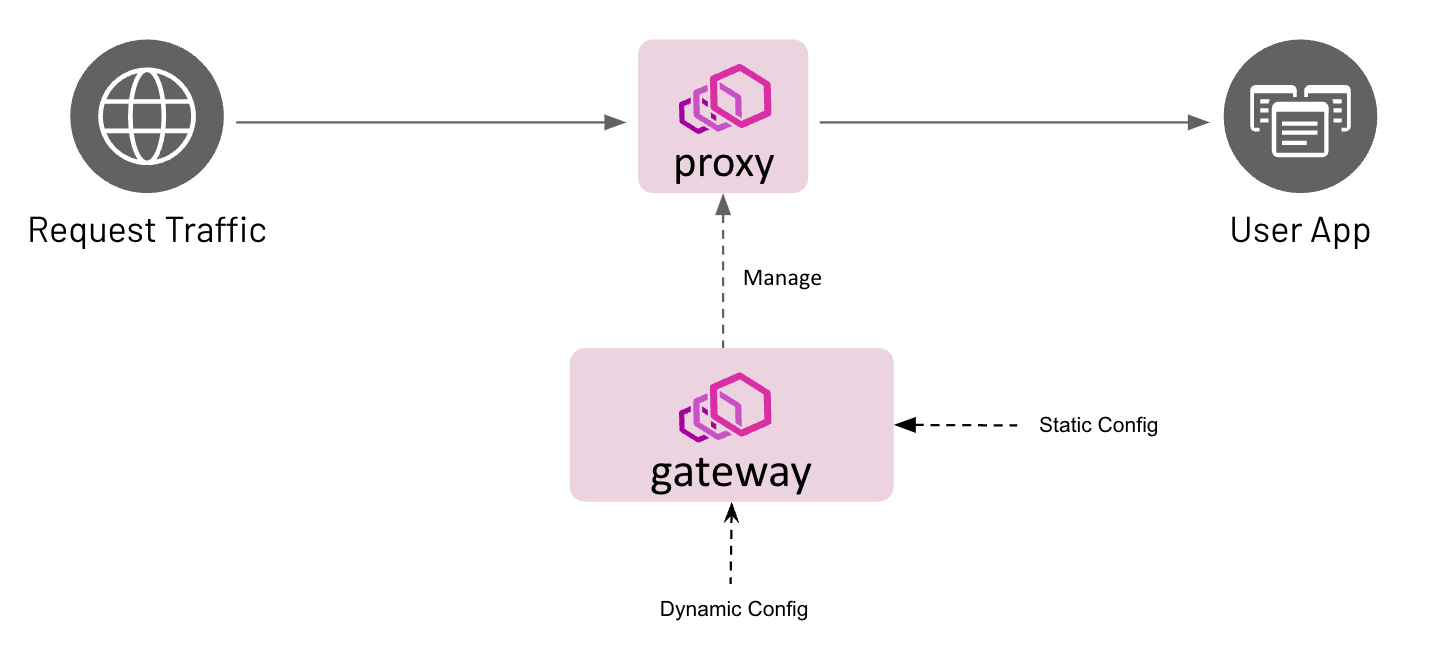 proxy
Request Traffic
User App
Manage
gateway
Static Config
Dynamic Config